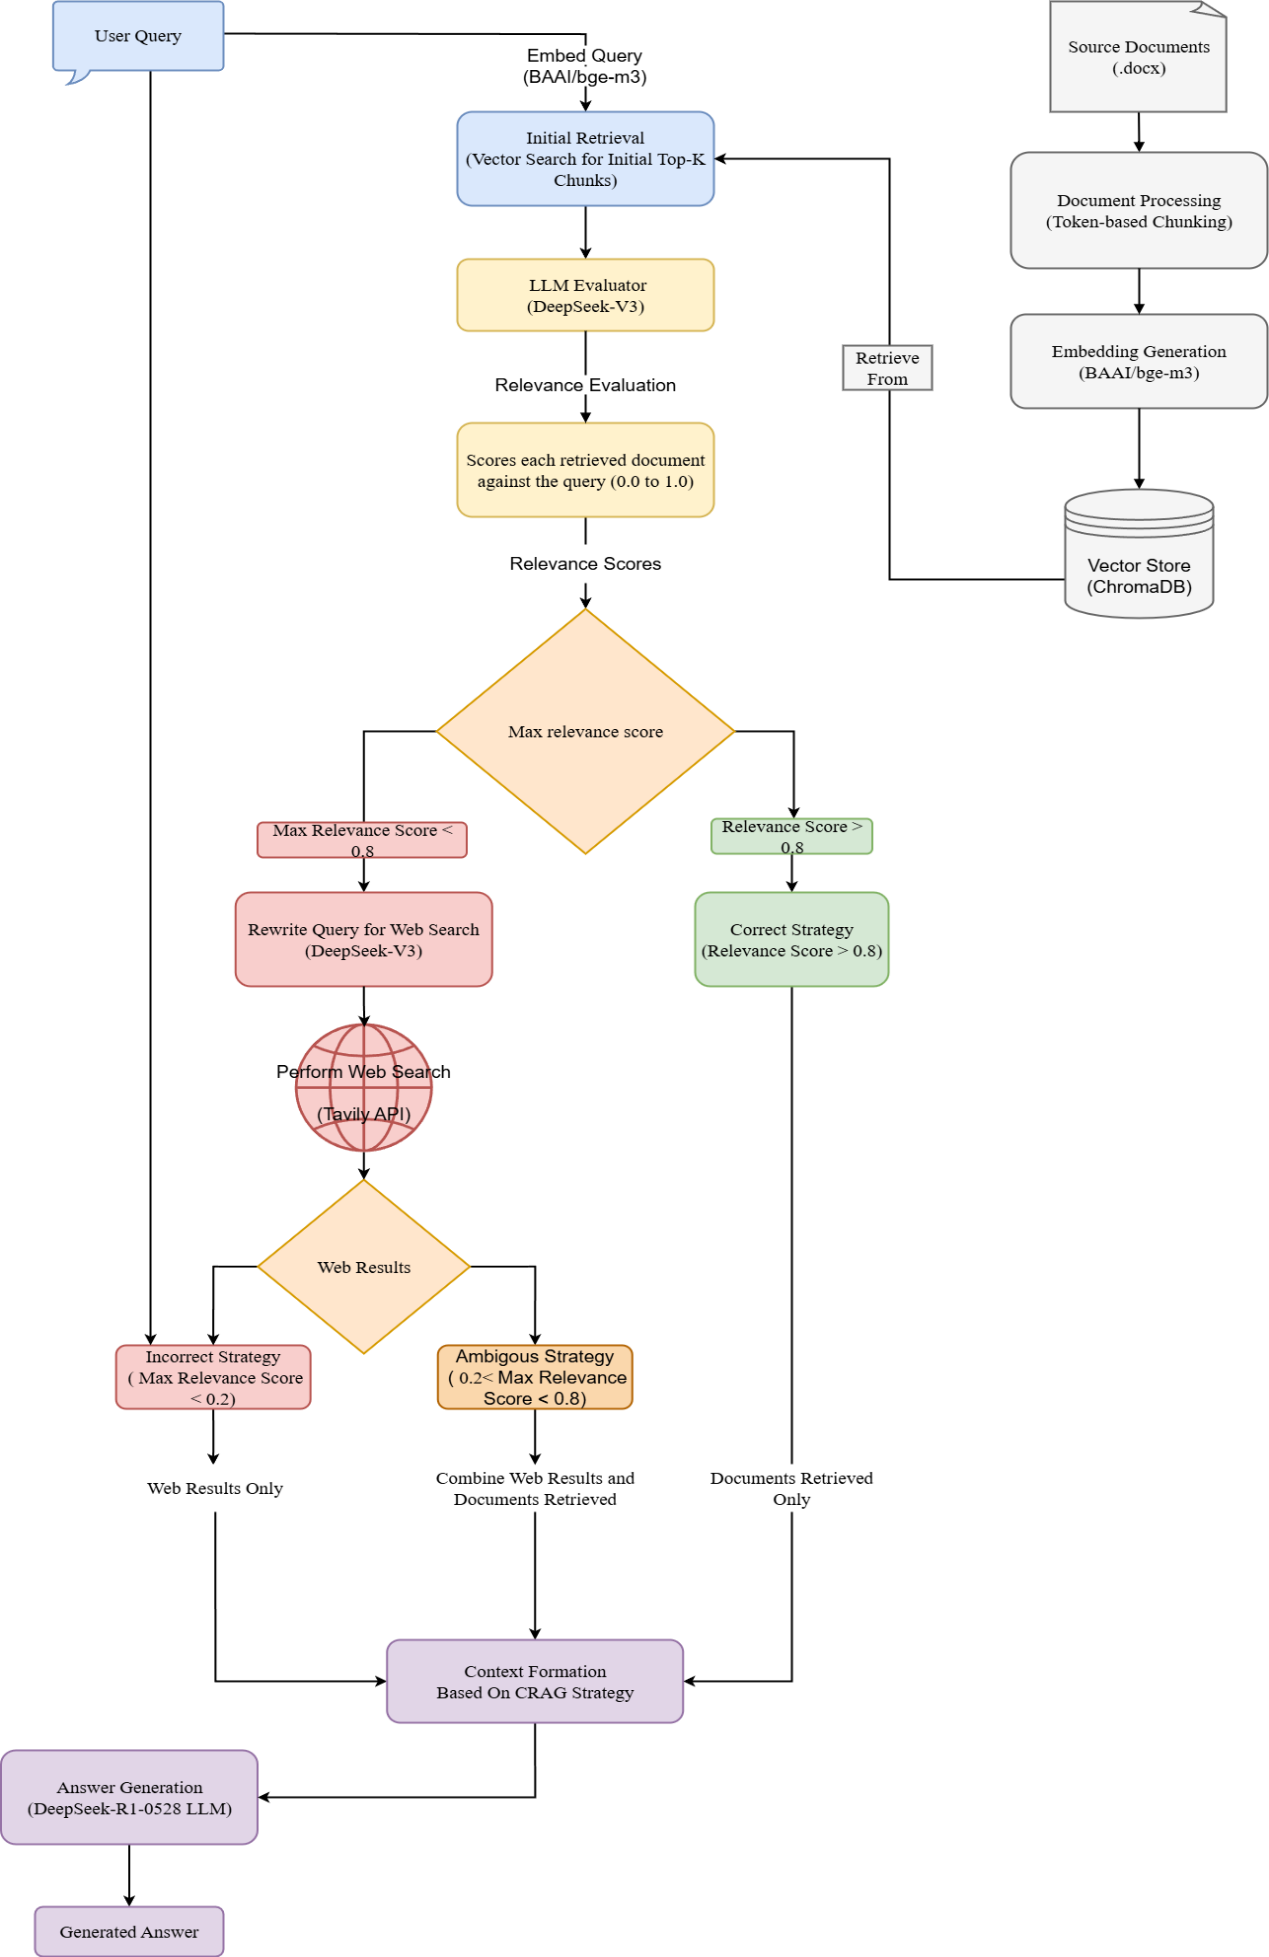 User Query
Embed Query
(BAAI/bge-m3)
Source Documents
(.docx)
Initial Retrieval
(Vector Search for Initial Top-K
Chunks)
Document Processing
(Token-based Chunking)
LLM Evaluator
(DeepSeek-V3)
Embedding Generation
(BAAI/bge-m3)
Retrieve
From
Relevance Evaluation
Scores each retrieved document
against the query (0.0 to 1.0)
Relevance Scores
Vector Store
(ChromaDB)
Max relevance score
Max Relevance Score <
0.8
Relevance Score >
0.8
Rewrite Query for Web Search
(DeepSeek-V3)
Correct Strategy
(Relevance Score > 0.8)
Perform Web Search
(Tavily API)
Web Results
Incorrect Strategy
( Max Relevance Score
< 0.2)
Ambigous Strategy
( 0.2< Max Relevance
Score < 0.8)
Web Results Only
Combine Web Results and
Documents Retrieved
Documents Retrieved
Only
Context Formation
Based On CRAG Strategy
Answer Generation
(DeepSeek-R1-0528 LLM)
Generated Answer